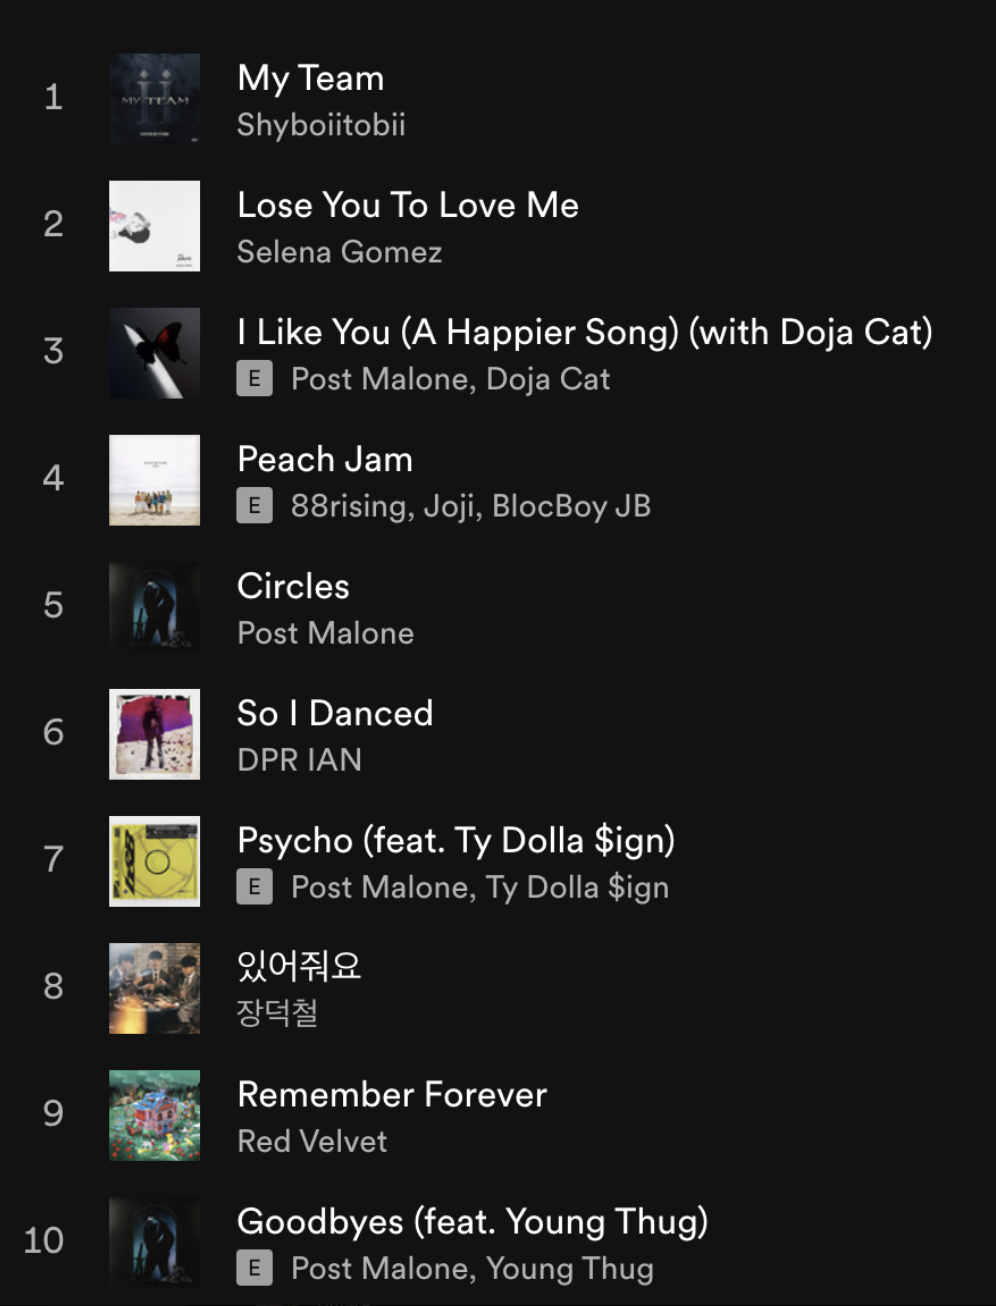 1
MY TEAM
My Team
Shyboiitobii
2
Lose You To Love Me
Selena Gomez
3
I Like You (A Happier Song) (with Doja Cat)
E Post Malone, Doja Cat
4
Peach Jam
E 88rising, Joji, BlocBoy JB
5
Circles
Post Malone
6
So I Danced
DPR IAN
7
Psycho (feat. Ty Dolla $ign)
E Post Malone, Ty Dolla $ign
8
있어줘요
장덕철
9
Remember Forever
Red Velvet
10
Goodbyes (feat. Young Thug)
E Post Malone, Young Thug